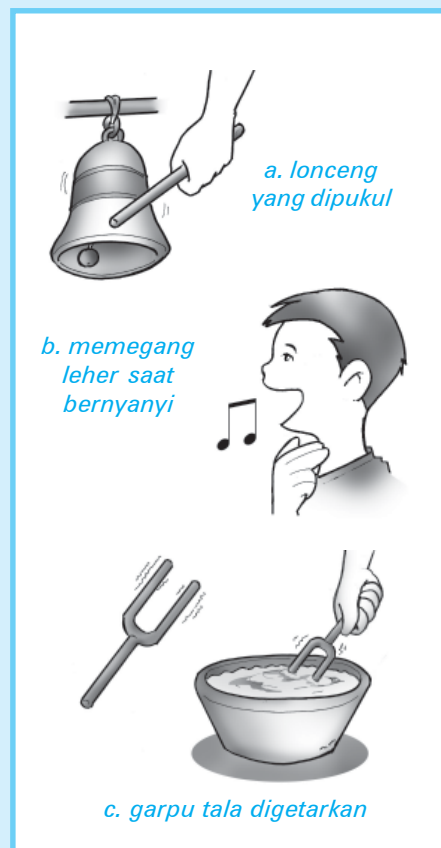 a. lonceng
yang dipukul
b. memegang
leher saat
bernyanyi
c. garpu tala digetarkan